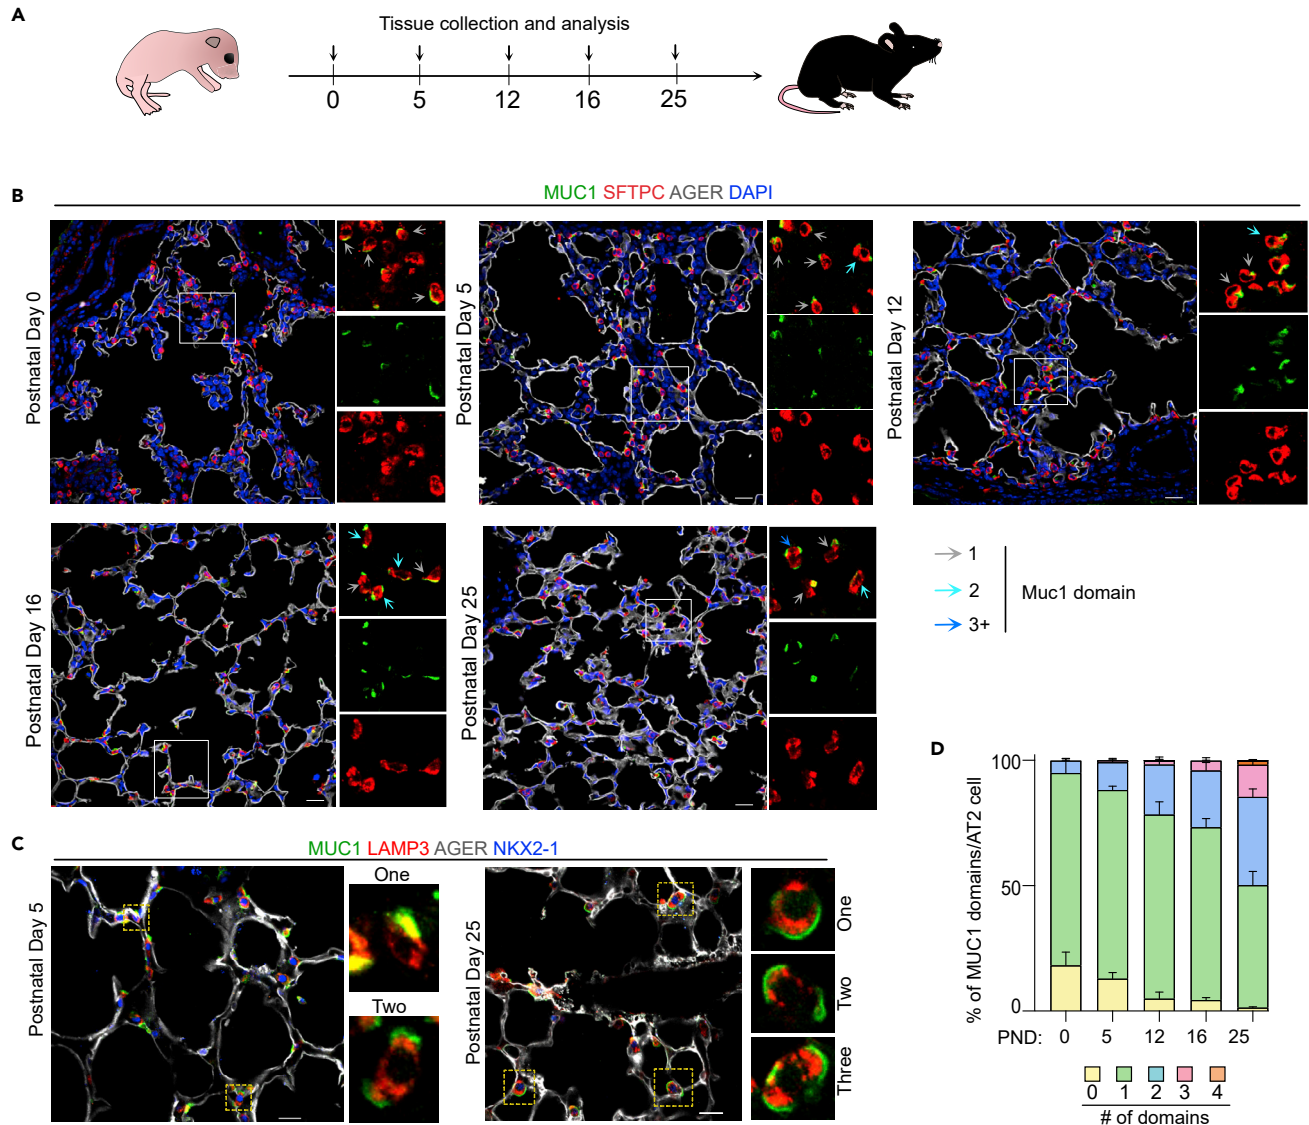 A
Tissue collection and analysis
0 5 12 16 25
B
MUC1 SFTPC AGER DAPI
Postnatal Day 0
Postnatal Day 5
Postnatal Day 12
Postnatal Day 16
Postnatal Day 25
1
2
3+
Muc1 domain
C
MUC1 LAMP3 AGER NKX2-1
Postnatal Day 5
One
Two
Postnatal Day 25
One
Two
Three
D
% of MUC1 domains/AT2 cell
100
50
0
PND: 0 5 12 16 25
0 1 2 3 4
# of domains